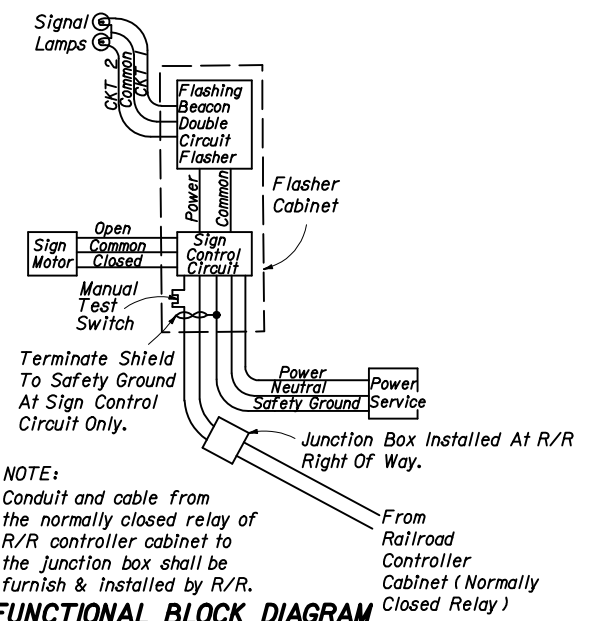 Signal
Lamps
CKT 2
Common
CKT 1
Flashing
Beacon
Double
Circuit
Flasher
Flasher
Cabinet
Power
Common
Open
Common
Closed
Sign
Motor
Sign
Control
Circuit
Manual
Test
Switch
Terminate Shield
To Safety Ground
At Sign Control
Circuit Only.
Power
Neutral
Safety Ground
Power
Service
Junction Box Installed At R/R
Right Of Way.
NOTE:
Conduit and cable from
the normally closed relay of
R/R controller cabinet to
the junction box shall be
furnish & installed by R/R.
From
Railroad
Controller
Cabinet (Normally
Closed Relay)
FUNCTIONAL BLOCK DIAGRAM